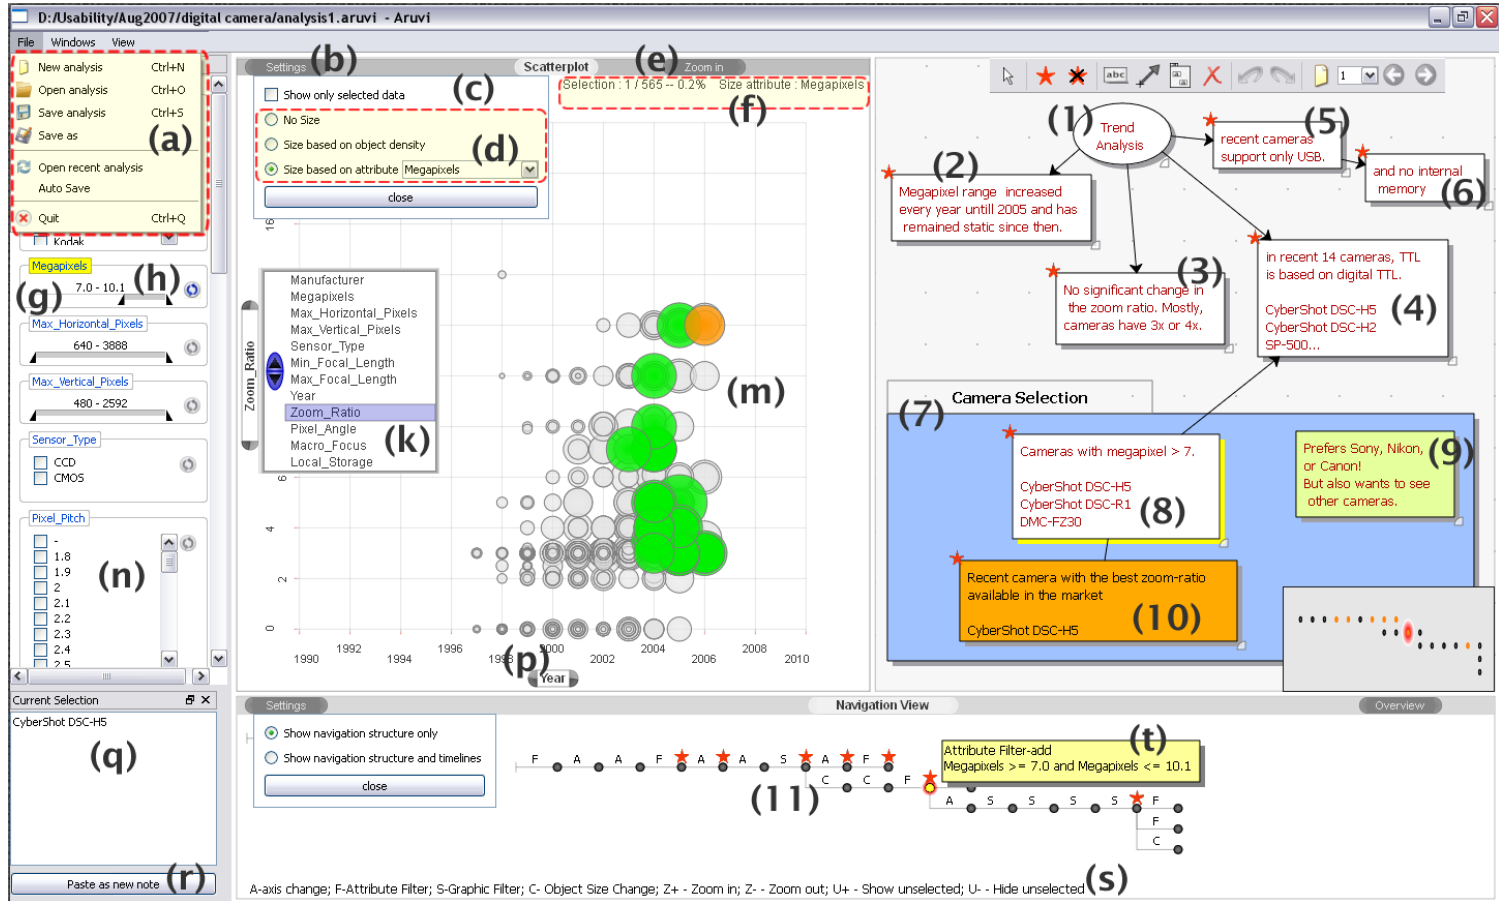 D:/Usability/Aug2007/digital camera/analysis1.aruvi - Aruvi
File Windows View
New analysis Ctrl+N
Open analysis Ctrl+O
Save analysis Ctrl+S
Save as
(a)
Open recent analysis
Auto Save
Quit Ctrl+Q
Kodak
Megapixels
(g)
7.0 - 10.1
(h)
Max_Horizontal_Pixels
640 - 3888
Max_Vertical_Pixels
480 - 2592
Sensor_Type
CCD
CMOS
Pixel_Pitch
-
1.8
1.9
2
2.1
2.2
2.3
2.4
2.5
(n)
Current Selection
CyberShot DSC-H5
(q)
Paste as new note
(r)
Settings
(b)
Scatterplot
(e)
Zoom in
Show only selected data
(c)
Selection : 1 / 565 -- 0.2% Size attribute : Megapixels
(f)
No Size
Size based on object density
(d)
Size based on attribute Megapixels
close
16
6
4
2
0
Zoom_Ratio
Manufacturer
Megapixels
Max_Horizontal_Pixels
Max_Vertical_Pixels
Sensor_Type
Min_Focal_Length
Max_Focal_Length
Year
Zoom_Ratio
Pixel_Angle
Macro_Focus
Local_Storage
(k)
(m)
1992 1996 2000 2004 2008
1990 1994 1998 2002 2006 2010
(p)
Year
abc
1
(1)
Trend
Analysis
(5)
recent cameras
support only USB.
(2)
Megapixel range increased
every year untill 2005 and has
remained static since then.
and no internal
memory
(6)
(3)
No significant change in
the zoom ratio. Mostly,
cameras have 3x or 4x.
in recent 14 cameras, TTL
is based on digital TTL.
CyberShot DSC-H5
CyberShot DSC-H2
SP-500...
(4)
Camera Selection
(7)
Cameras with megapixel > 7.
CyberShot DSC-H5
CyberShot DSC-R1
DMC-FZ30
(8)
Prefers Sony, Nikon,
or Canon!
But also wants to see
other cameras.
(9)
Recent camera with the best zoom-ratio
available in the market
CyberShot DSC-H5
(10)
Settings
Navigation View
Overview
Show navigation structure only
Show navigation structure and timelines
close
F A A F A A S A F
C C F
A S S S S F
F
C
(11)
(t)
Attribute Filter-add
Megapixels >= 7.0 and Megapixels <= 10.1
A-axis change; F-Attribute Filter; S-Graphic Filter; C- Object Size Change; Z+ - Zoom in; Z- - Zoom out; U+ - Show unselected; U- - Hide unselected
(s)